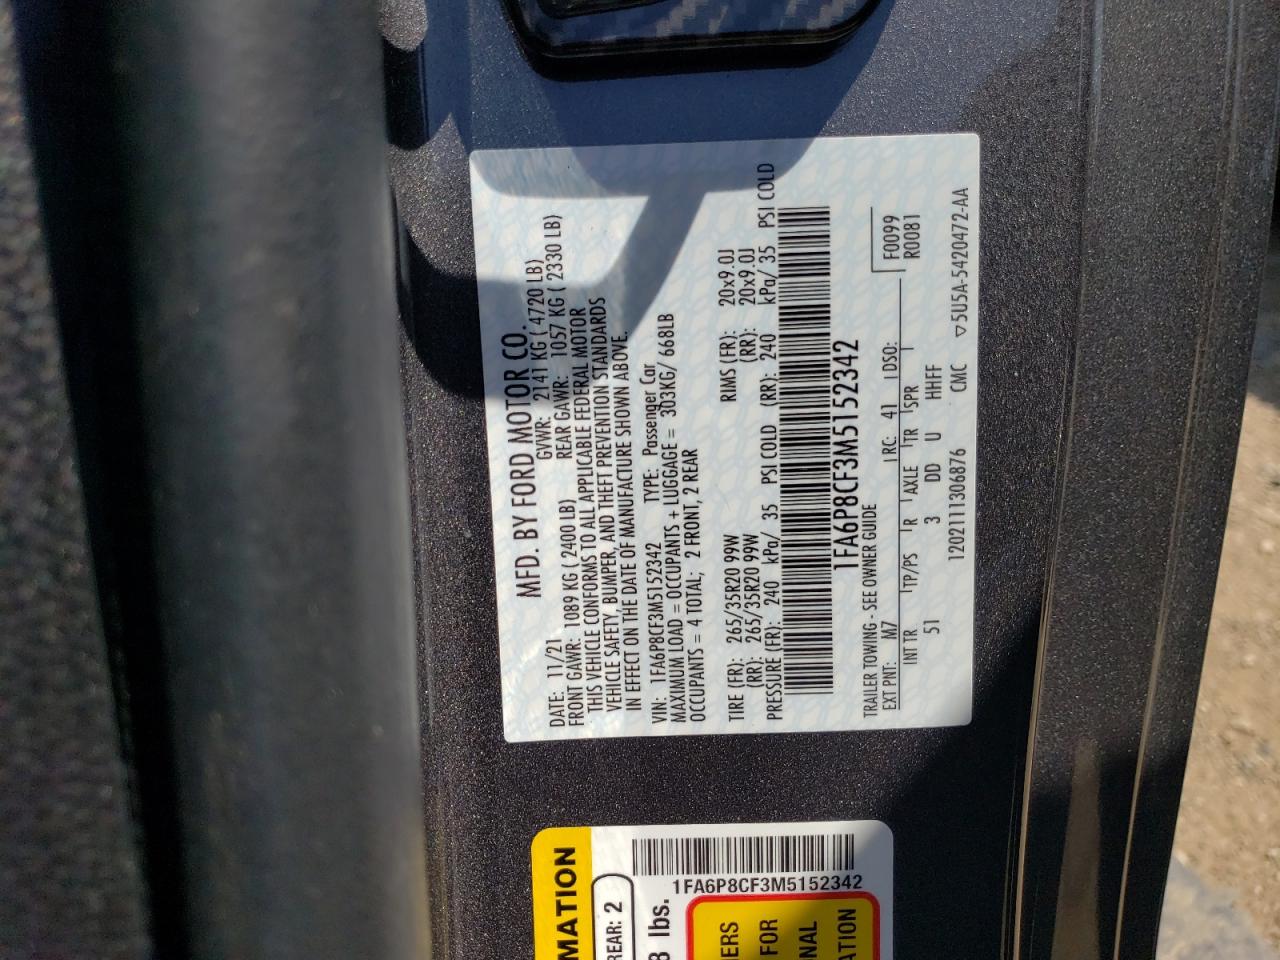 MFD. BY FORD MOTOR CO.
DATE: 11/21 GVWR: 2141 KG ( 4720 LB)
FRONT GAWR: 1089 KG ( 2400 LB) REAR GAWR: 1057 KG ( 2330 LB)
THIS VEHICLE CONFORMS TO ALL APPLICABLE FEDERAL MOTOR
VEHICLE SAFETY, BUMPER, AND THEFT PREVENTION STANDARDS
IN EFFECT ON THE DATE OF MANUFACTURE SHOWN ABOVE.
VIN: 1FA6P8CF3M5152342 TYPE: Passenger Car
MAXIMUM LOAD = OCCUPANTS + LUGGAGE = 303KG/ 668LB
OCCUPANTS = 4 TOTAL; 2 FRONT, 2 REAR
TIRE (FR): 265/35R20 99W RIMS (FR): 20x9.0J
(RR): 265/35R20 99W (RR): 20x9.0J
PRESSURE (FR): 240 kPa/ 35 PSI COLD (RR): 240 kPa/ 35 PSI COLD
1FA6P8CF3M5152342
TRAILER TOWING - SEE OWNER GUIDE
EXT PNT: M7 RC: 41 DSO: F0099
R0081
INT TR TP/PS R AXLE TR SPR
51 3 DD U HHFF
1202111306876 CMC ▽5U5A-5420472-AA
MATION
REAR: 2
8 lbs.
1FA6P8CF3M5152342
ERS
FOR
NAL
ATION